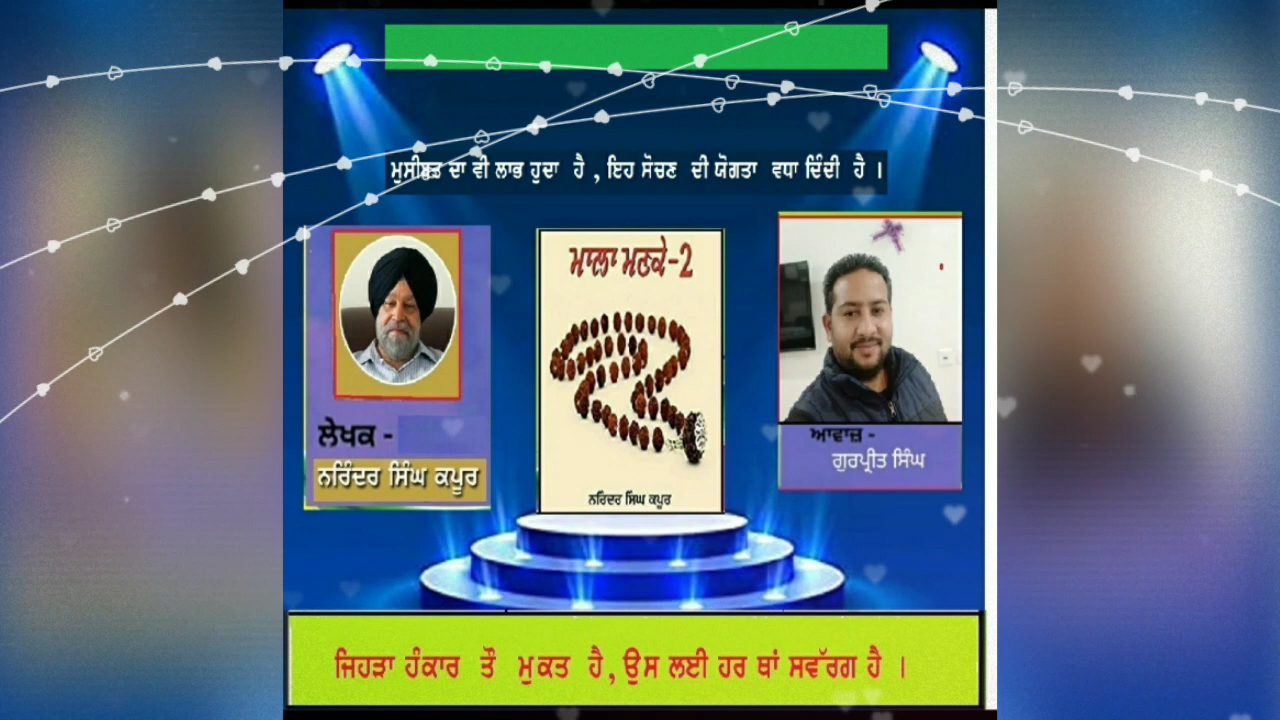 ਮੁਸੀਬਤ ਦਾ ਵੀ ਲਾਭ ਹੁਦਾ ਹੈ , ਇਹ ਸੋਚਣ ਦੀ ਯੋਗਤਾ ਵਧਾ ਦਿੰਦੀ ਹੈ ।
ਮਾਲਾ ਮਣਕੇ-2
ਲੇਖਕ -
ਨਰਿੰਦਰ ਸਿੰਘ ਕਪੂਰ
ਨਰਿੰਦਰ ਸਿੰਘ ਕਪੂਰ
ਆਵਾਜ਼ -
ਗੁਰਪ੍ਰੀਤ ਸਿੰਘ
ਜਿਹੜਾ ਹੰਕਾਰ ਤੌ ਮੁਕਤ ਹੈ , ਉਸ ਲਈ ਹਰ ਥਾਂ ਸਵੱਰਗ ਹੈ ।